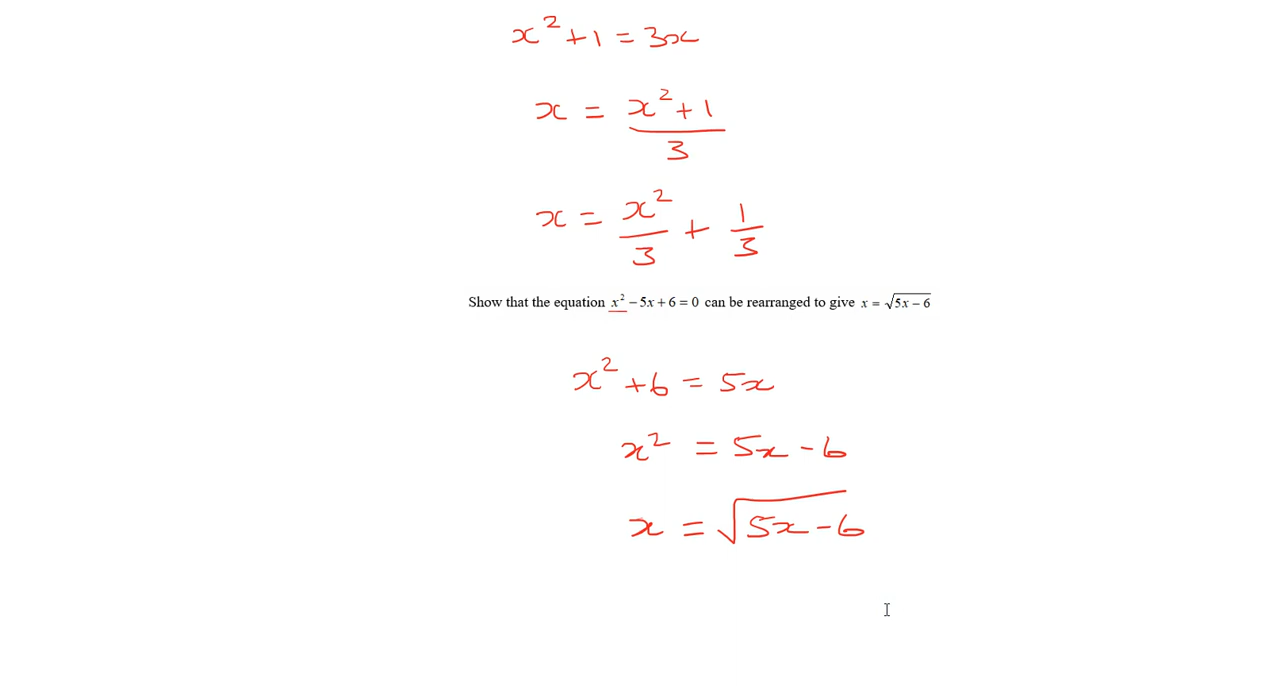 x² + 1 = 3x
x = (x² + 1)/3
x = x²/3 + 1/3
Show that the equation x² − 5x + 6 = 0 can be rearranged to give x = √(5x − 6)
x² + 6 = 5x
x² = 5x − 6
x = √(5x − 6)